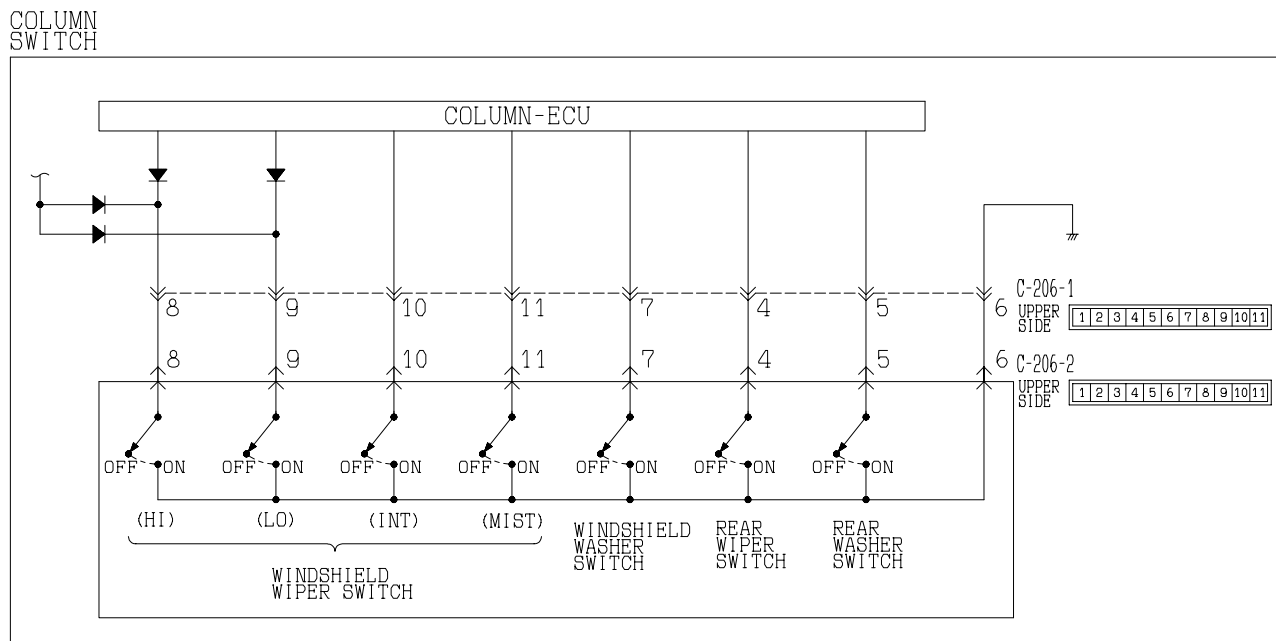 COLUMN
SWITCH
COLUMN-ECU
8 9 10 11 7 4 5 6
C-206-1
UPPER
SIDE
1 2 3 4 5 6 7 8 9 10 11
8 9 10 11 7 4 5 6
C-206-2
UPPER
SIDE
1 2 3 4 5 6 7 8 9 10 11
OFF ON OFF ON OFF ON OFF ON OFF ON OFF ON OFF ON
(HI) (LO) (INT) (MIST)
WINDSHIELD
WIPER SWITCH
WINDSHIELD
WASHER
SWITCH
REAR
WIPER
SWITCH
REAR
WASHER
SWITCH